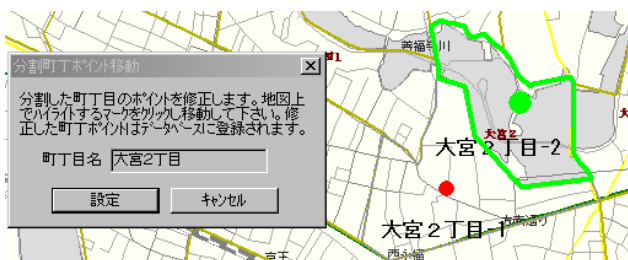 分割町丁ポイント移動
分割した町丁目のポイントを修正します。地図上
でハイライトするマークをクリックし移動して下さい。修
正した町丁ポイントはデータベースに登録されます。
町丁目名 大宮2丁目
設定 キャンセル
善福寺川
大宮2
大宮２丁目-2
大宮２丁目-1
方南通り
西永福
京王